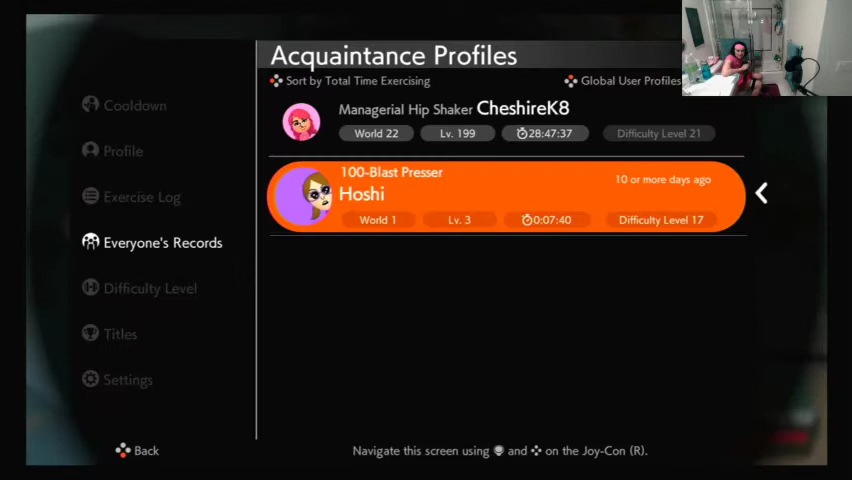 Acquaintance Profiles
Sort by Total Time Exercising
Global User Profiles
Cooldown
Profile
Exercise Log
Everyone's Records
Difficulty Level
Titles
Settings
Managerial Hip Shaker CheshireK8
World 22 Lv. 199 28:47:37 Difficulty Level 21
100-Blast Presser
10 or more days ago
Hoshi
World 1 Lv. 3 0:07:40 Difficulty Level 17
Back
Navigate this screen using and on the Joy-Con (R).